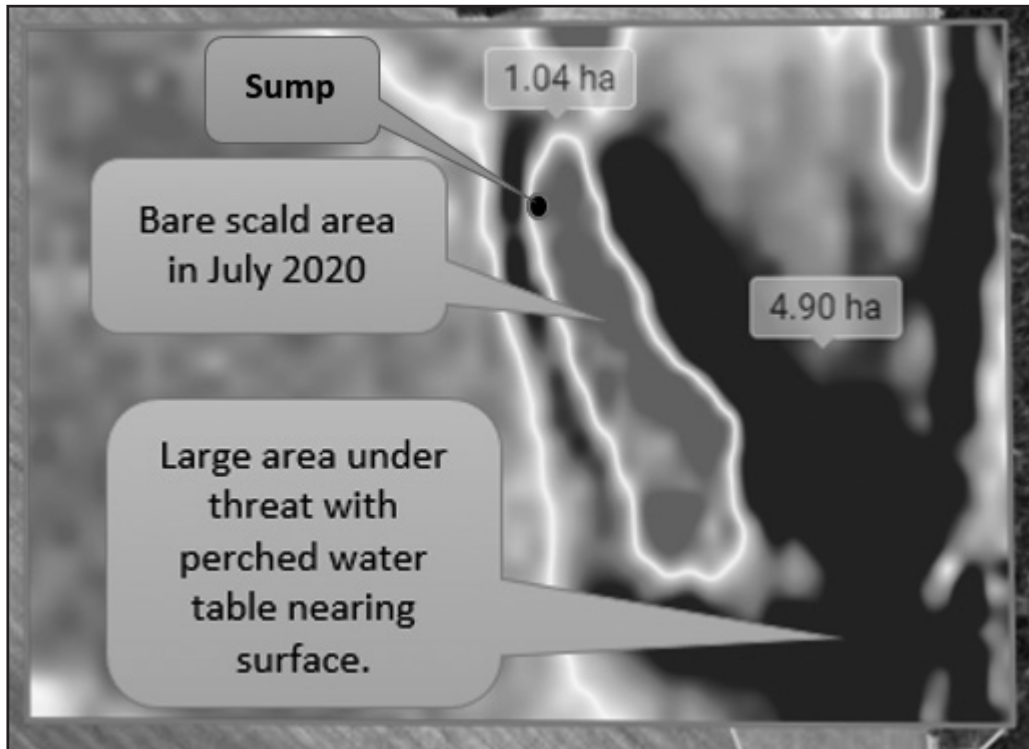 Sump
1.04 ha
Bare scald area
in July 2020
4.90 ha
Large area under
threat with
perched water
table nearing
surface.